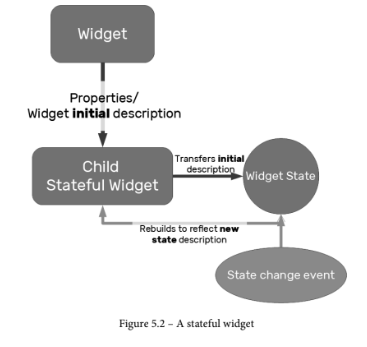 Widget
Properties/
Widget initial description
Child
Stateful Widget
Transfers initial
description
Widget State
Rebuilds to reflect new
state description
State change event
Figure 5.2 – A stateful widget